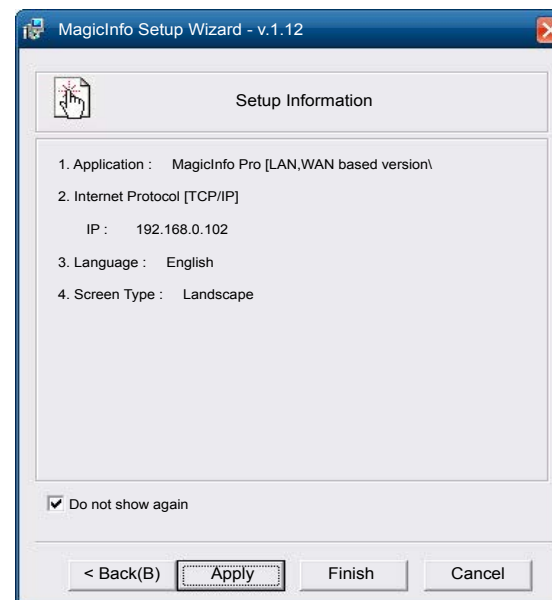 MagicInfo Setup Wizard - v.1.12
Setup Information
1. Application : MagicInfo Pro [LAN,WAN based version\
2. Internet Protocol [TCP/IP]
IP : 192.168.0.102
3. Language : English
4. Screen Type : Landscape
Do not show again
< Back(B) Apply Finish Cancel